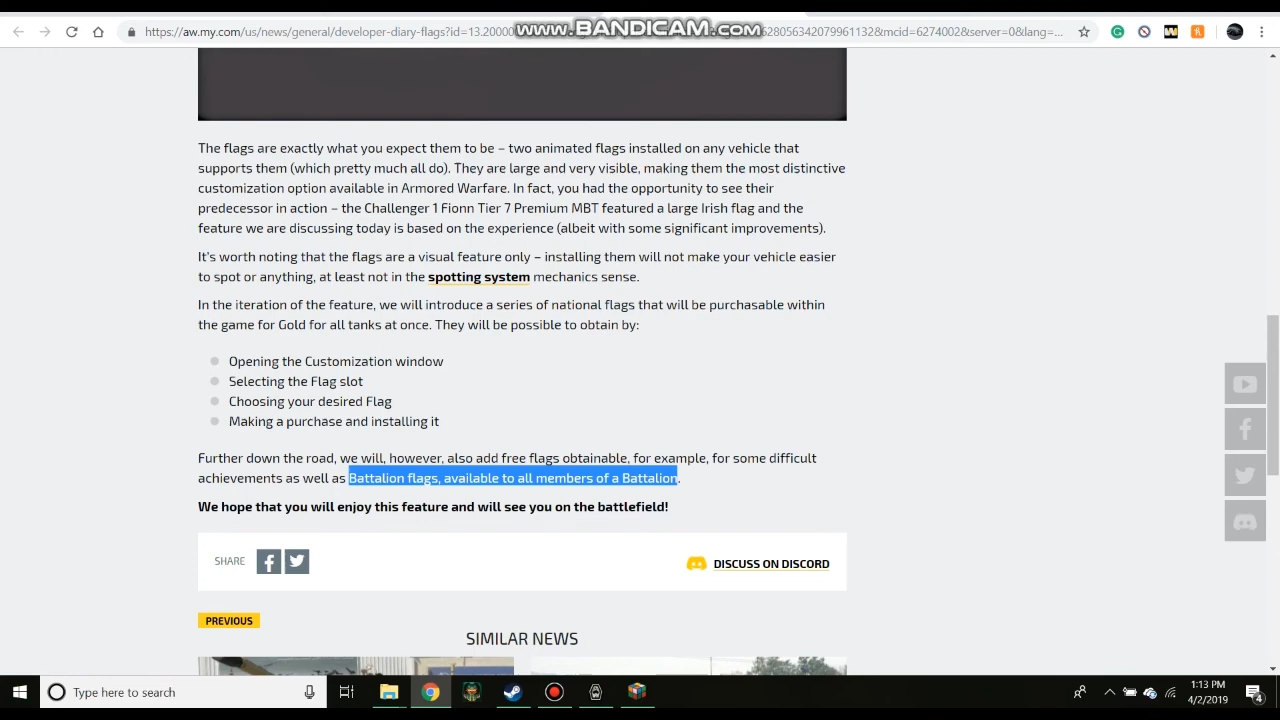 https://aw.my.com/us/news/general/developer-diary-flags?id=13.2000
www.BANDICAM.com
628056342079961132&mcid=6274002&server=0&lang=...
The flags are exactly what you expect them to be – two animated flags installed on any vehicle that
supports them (which pretty much all do). They are large and very visible, making them the most distinctive
customization option available in Armored Warfare. In fact, you had the opportunity to see their
predecessor in action – the Challenger 1 Fionn Tier 7 Premium MBT featured a large Irish flag and the
feature we are discussing today is based on the experience (albeit with some significant improvements).
It's worth noting that the flags are a visual feature only – installing them will not make your vehicle easier
to spot or anything, at least not in the spotting system mechanics sense.
In the iteration of the feature, we will introduce a series of national flags that will be purchasable within
the game for Gold for all tanks at once. They will be possible to obtain by:
Opening the Customization window
Selecting the Flag slot
Choosing your desired Flag
Making a purchase and installing it
Further down the road, we will, however, also add free flags obtainable, for example, for some difficult
achievements as well as Battalion flags, available to all members of a Battalion.
We hope that you will enjoy this feature and will see you on the battlefield!
SHARE
DISCUSS ON DISCORD
PREVIOUS
SIMILAR NEWS
Type here to search
1:13 PM
4/2/2019
4